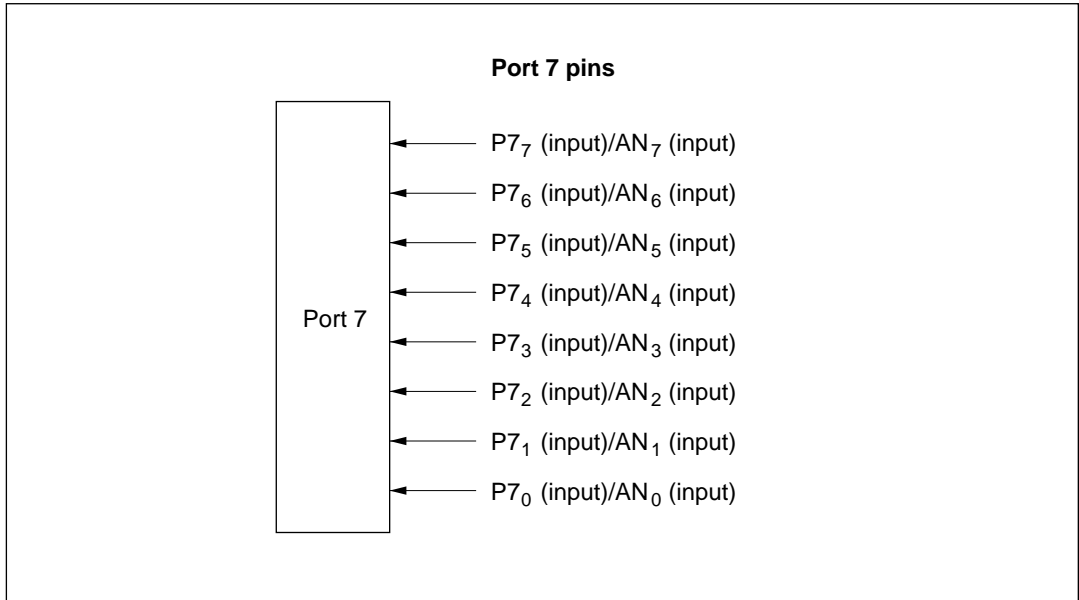 Port 7 pins
P7₇ (input)/AN₇ (input)
P7₆ (input)/AN₆ (input)
P7₅ (input)/AN₅ (input)
P7₄ (input)/AN₄ (input)
Port 7
P7₃ (input)/AN₃ (input)
P7₂ (input)/AN₂ (input)
P7₁ (input)/AN₁ (input)
P7₀ (input)/AN₀ (input)